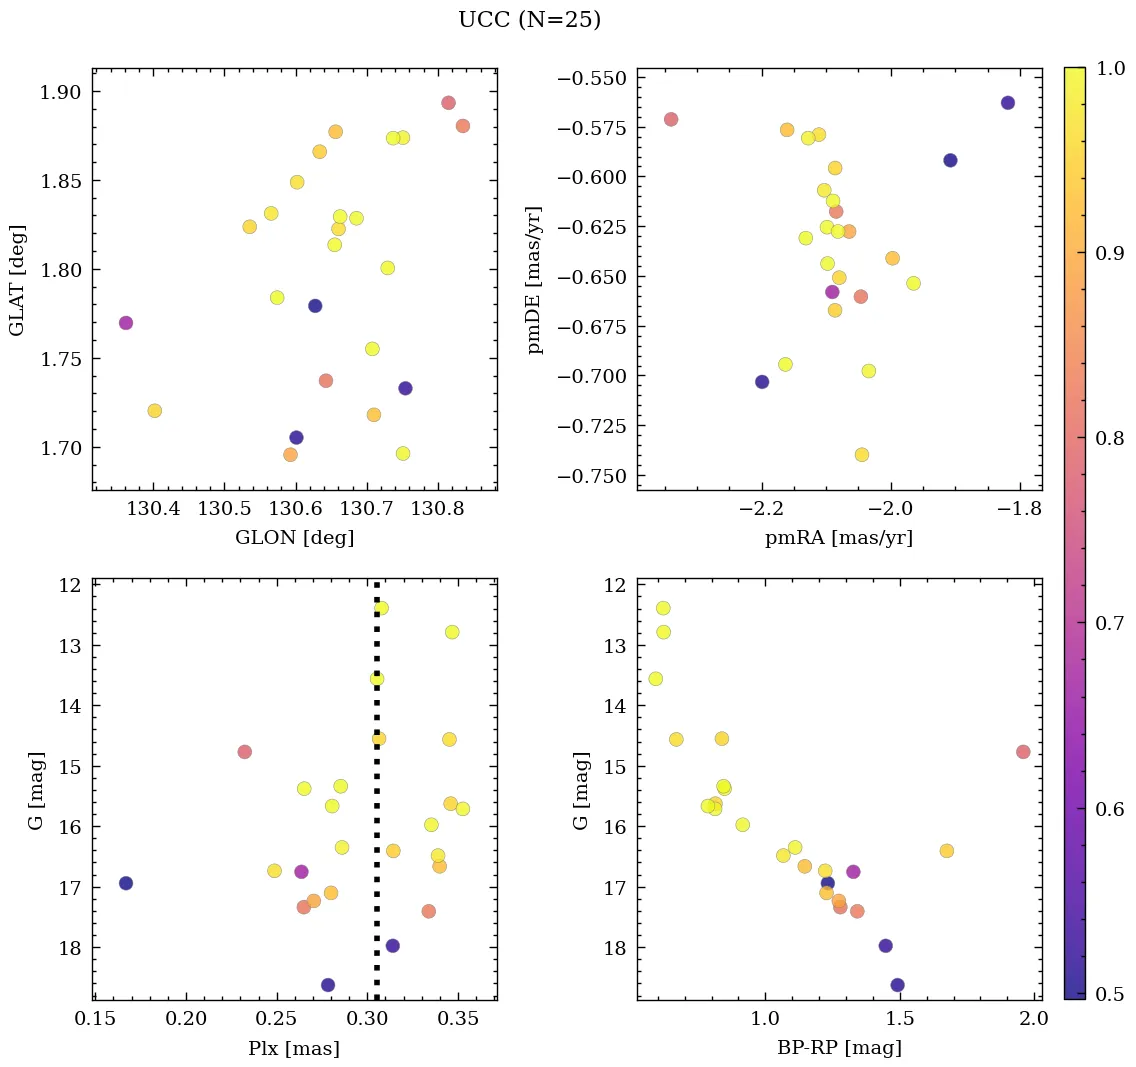 UCC (N=25)
1.90
1.85
1.80
1.75
1.70
GLAT [deg]
130.4 130.5 130.6 130.7 130.8
GLON [deg]
−0.550
−0.575
−0.600
−0.625
−0.650
−0.675
−0.700
−0.725
−0.750
pmDE [mas/yr]
−2.2 −2.0 −1.8
pmRA [mas/yr]
12
13
14
15
16
17
18
G [mag]
0.15 0.20 0.25 0.30 0.35
Plx [mas]
12
13
14
15
16
17
18
G [mag]
1.0 1.5 2.0
BP-RP [mag]
1.0
0.9
0.8
0.7
0.6
0.5